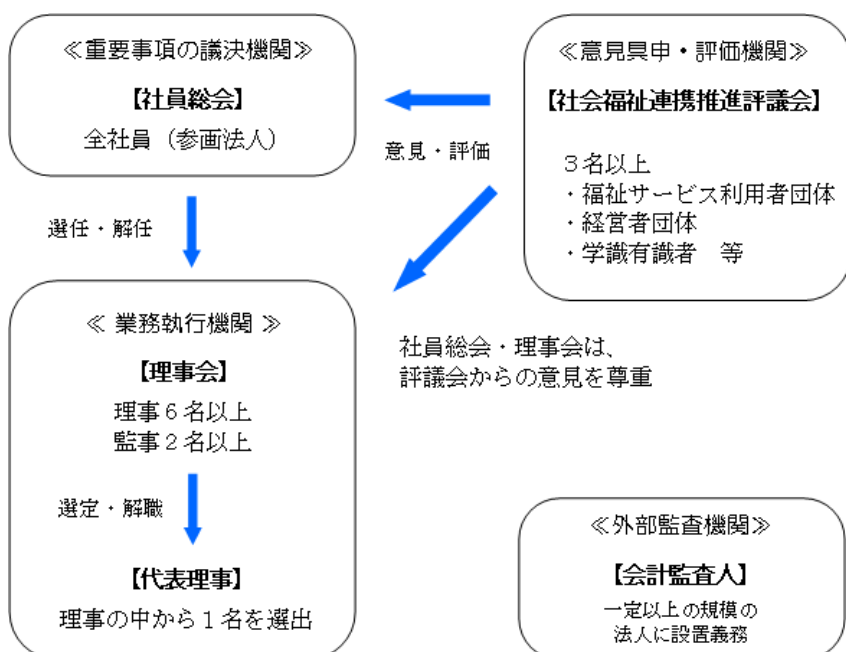 ≪重要事項の議決機関≫
【社員総会】
全社員（参画法人）
≪意見具申・評価機関≫
【社会福祉連携推進評議会】
３名以上
・福祉サービス利用者団体
・経営者団体
・学識有識者　等
意見・評価
選任・解任
≪ 業務執行機関 ≫
【理事会】
理事６名以上
監事２名以上
選定・解職
【代表理事】
理事の中から１名を選出
社員総会・理事会は、
評議会からの意見を尊重
≪外部監査機関≫
【会計監査人】
一定以上の規模の
法人に設置義務